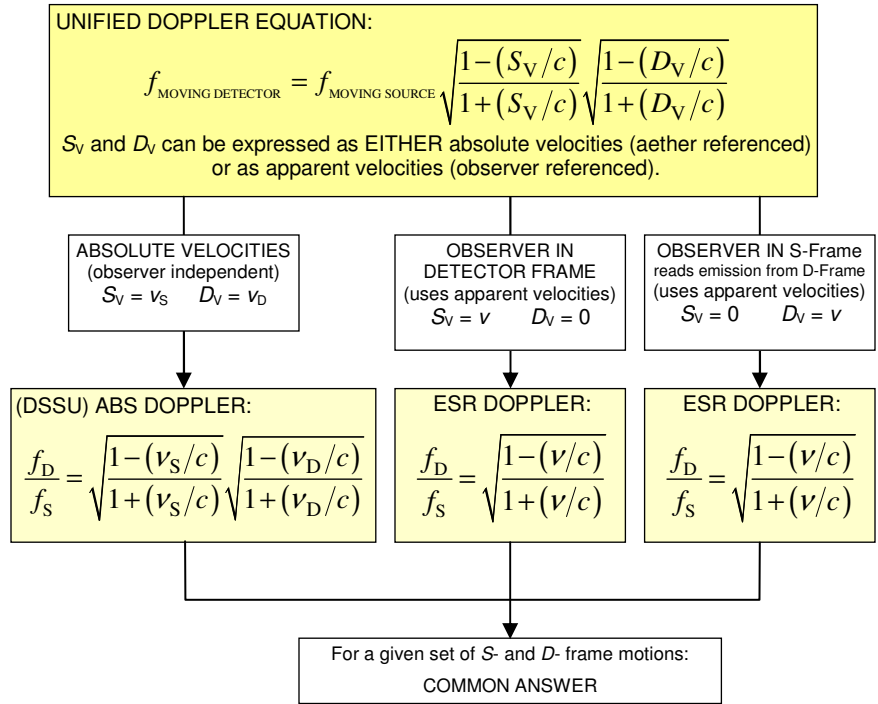 UNIFIED DOPPLER EQUATION:
f_MOVING DETECTOR = f_MOVING SOURCE √((1−(S_V/c))/(1+(S_V/c))) √((1−(D_V/c))/(1+(D_V/c)))
S_V and D_V can be expressed as EITHER absolute velocities (aether referenced)
or as apparent velocities (observer referenced).
ABSOLUTE VELOCITIES
(observer independent)
S_V = v_S D_V = v_D
OBSERVER IN
DETECTOR FRAME
(uses apparent velocities)
S_V = v D_V = 0
OBSERVER IN S-Frame
reads emission from D-Frame
(uses apparent velocities)
S_V = 0 D_V = v
(DSSU) ABS DOPPLER:
f_D/f_S = √((1−(v_S/c))/(1+(v_S/c))) √((1−(v_D/c))/(1+(v_D/c)))
ESR DOPPLER:
f_D/f_S = √((1−(v/c))/(1+(v/c)))
ESR DOPPLER:
f_D/f_S = √((1−(v/c))/(1+(v/c)))
For a given set of S- and D- frame motions:
COMMON ANSWER